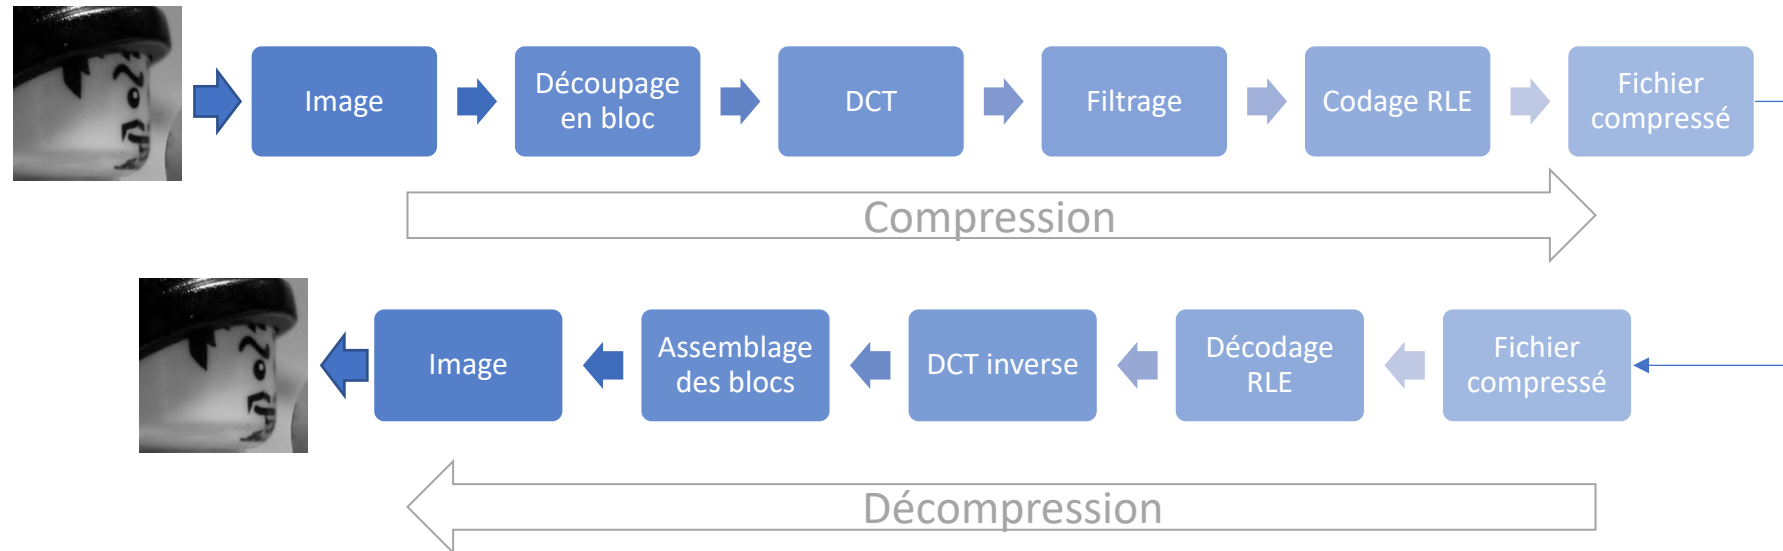 Image
Découpage
en bloc
DCT
Filtrage
Codage RLE
Fichier
compressé
Compression
Image
Assemblage
des blocs
DCT inverse
Décodage
RLE
Fichier
compressé
Décompression